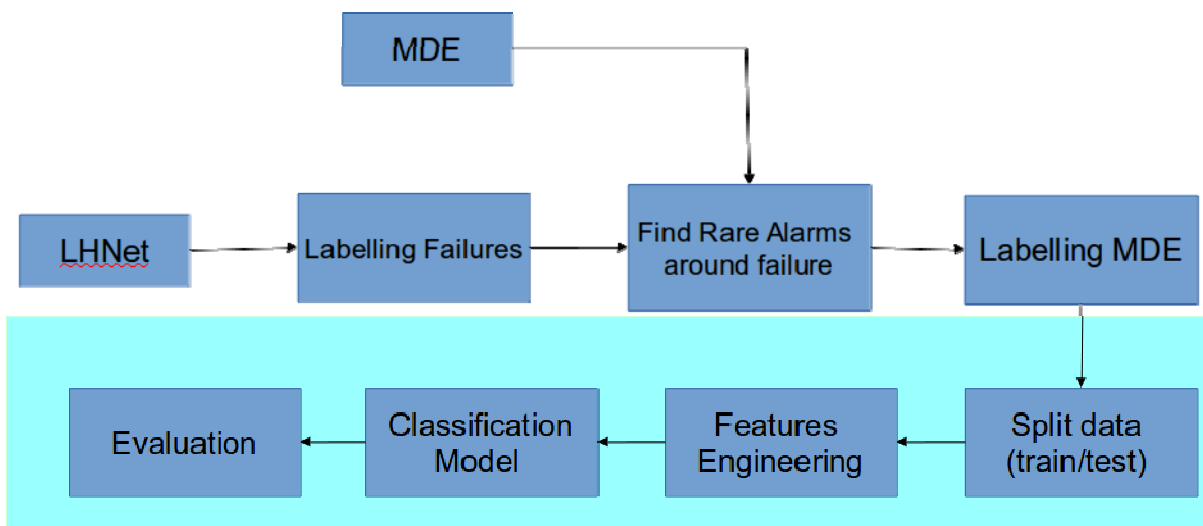 MDE
LHNet
Labelling Failures
Find Rare Alarms
around failure
Labelling MDE
Evaluation
Classification
Model
Features
Engineering
Split data
(train/test)